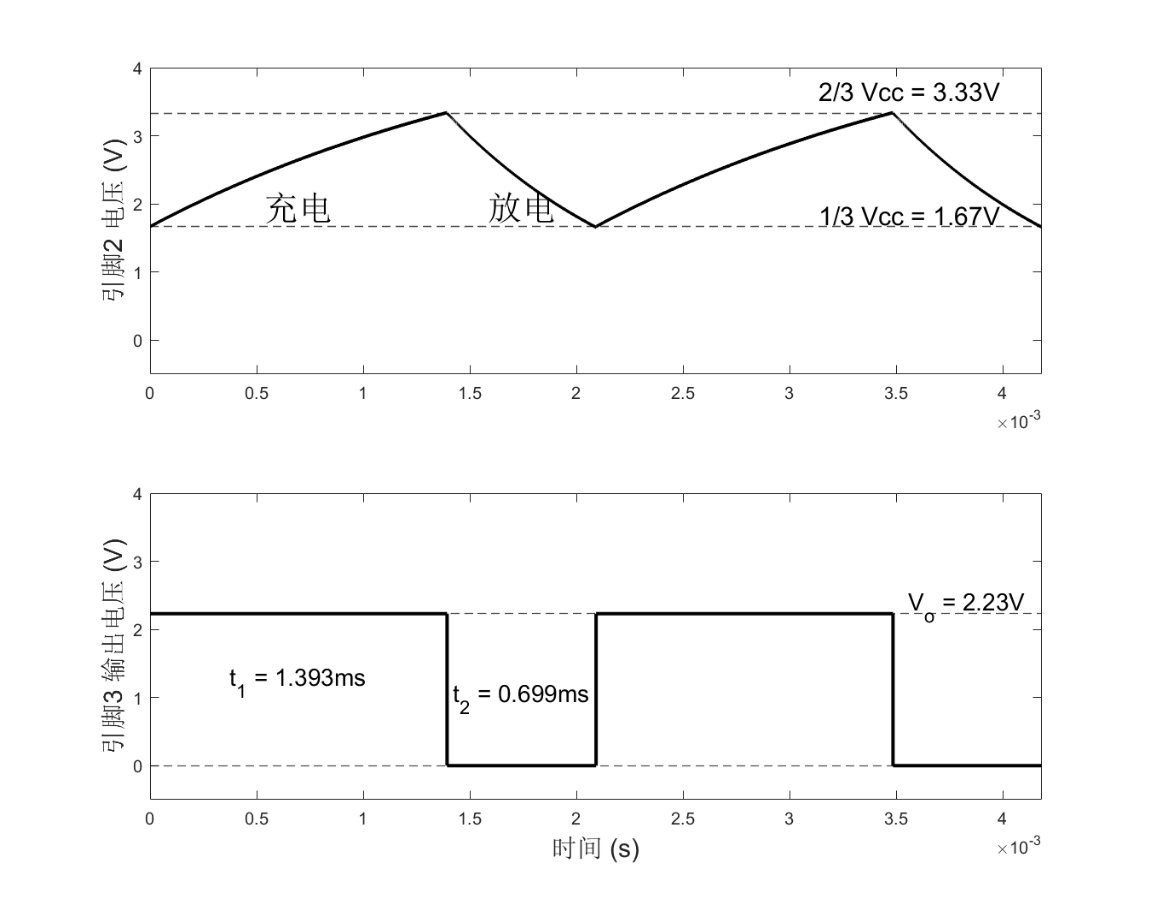 4
3
2
1
0
引脚2 电压 (V)
2/3 Vcc = 3.33V
充电
放电
1/3 Vcc = 1.67V
0 0.5 1 1.5 2 2.5 3 3.5 4
×10-3
4
3
2
1
0
引脚3 输出电压 (V)
Vo = 2.23V
t1 = 1.393ms
t2 = 0.699ms
0 0.5 1 1.5 2 2.5 3 3.5 4
时间 (s)
×10-3